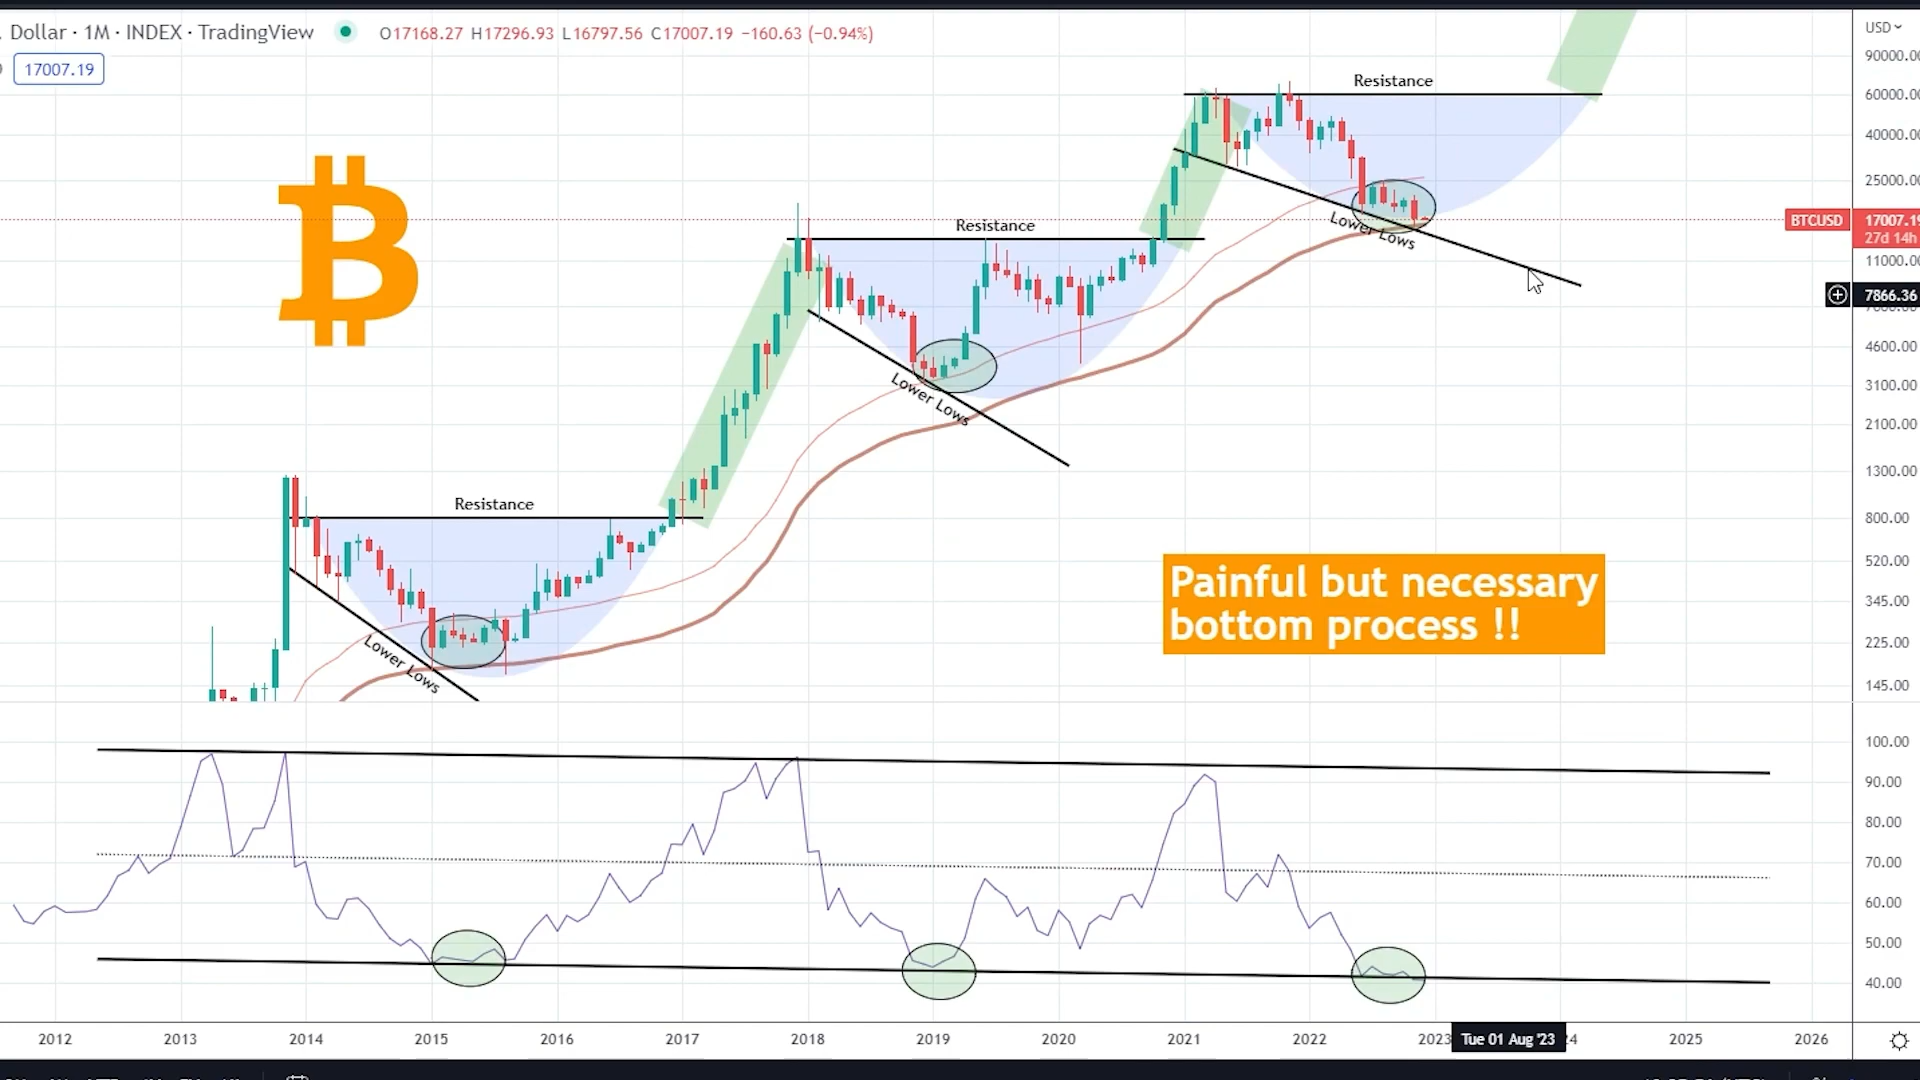 Dollar · 1M · INDEX · TradingView O17168.27 H17296.93 L16797.56 C17007.19 −160.63 (−0.94%)
17007.19
USD
90000.00
60000.00
40000.00
25000.00
BTCUSD 17007.19
27d 14h
11000.00
7866.36
4600.00
3100.00
2100.00
1300.00
800.00
520.00
345.00
225.00
145.00
Resistance
Lower Lows
Resistance
Lower Lows
Resistance
Lower Lows
Painful but necessary
bottom process !!
100.00
90.00
80.00
70.00
60.00
50.00
40.00
2012 2013 2014 2015 2016 2017 2018 2019 2020 2021 2022 2023 Tue 01 Aug '23 2025 2026